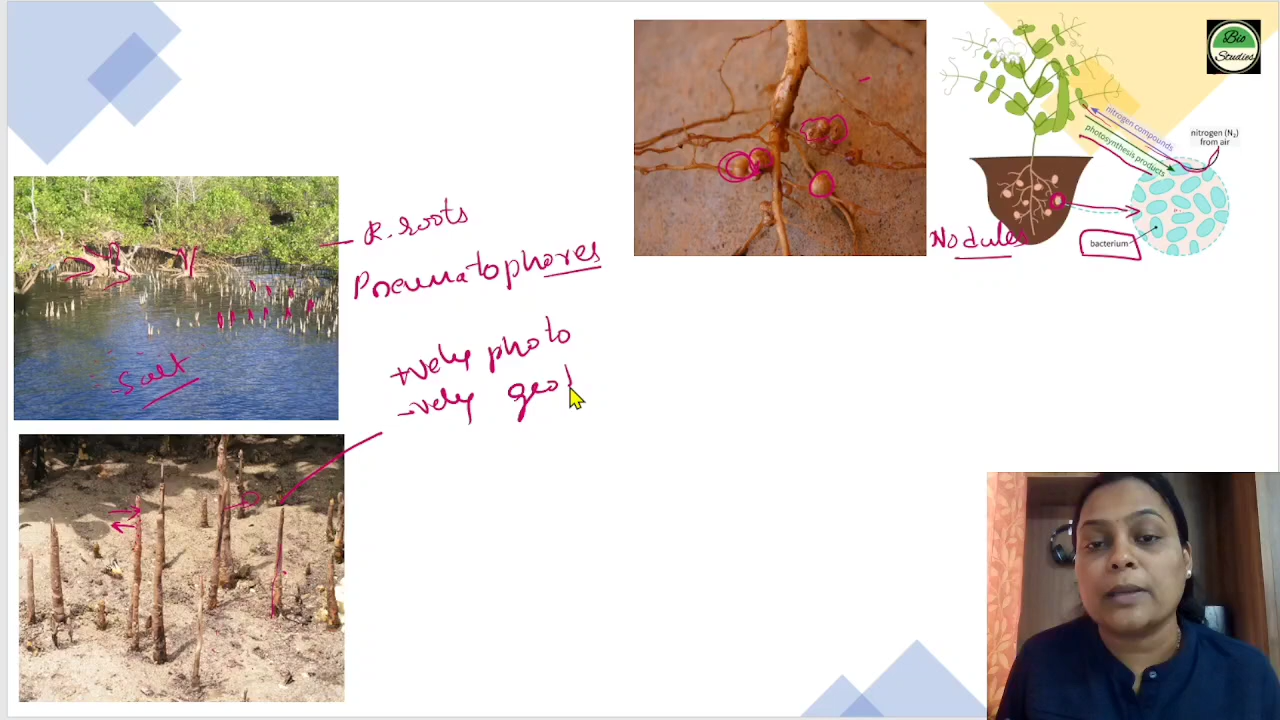 Bio
Studies
nitrogen compounds
photosynthesis products
nitrogen (N₂)
from air
R. roots
Nodules
bacterium
Pneumatophores
+vely photo
-vely geo
Salt